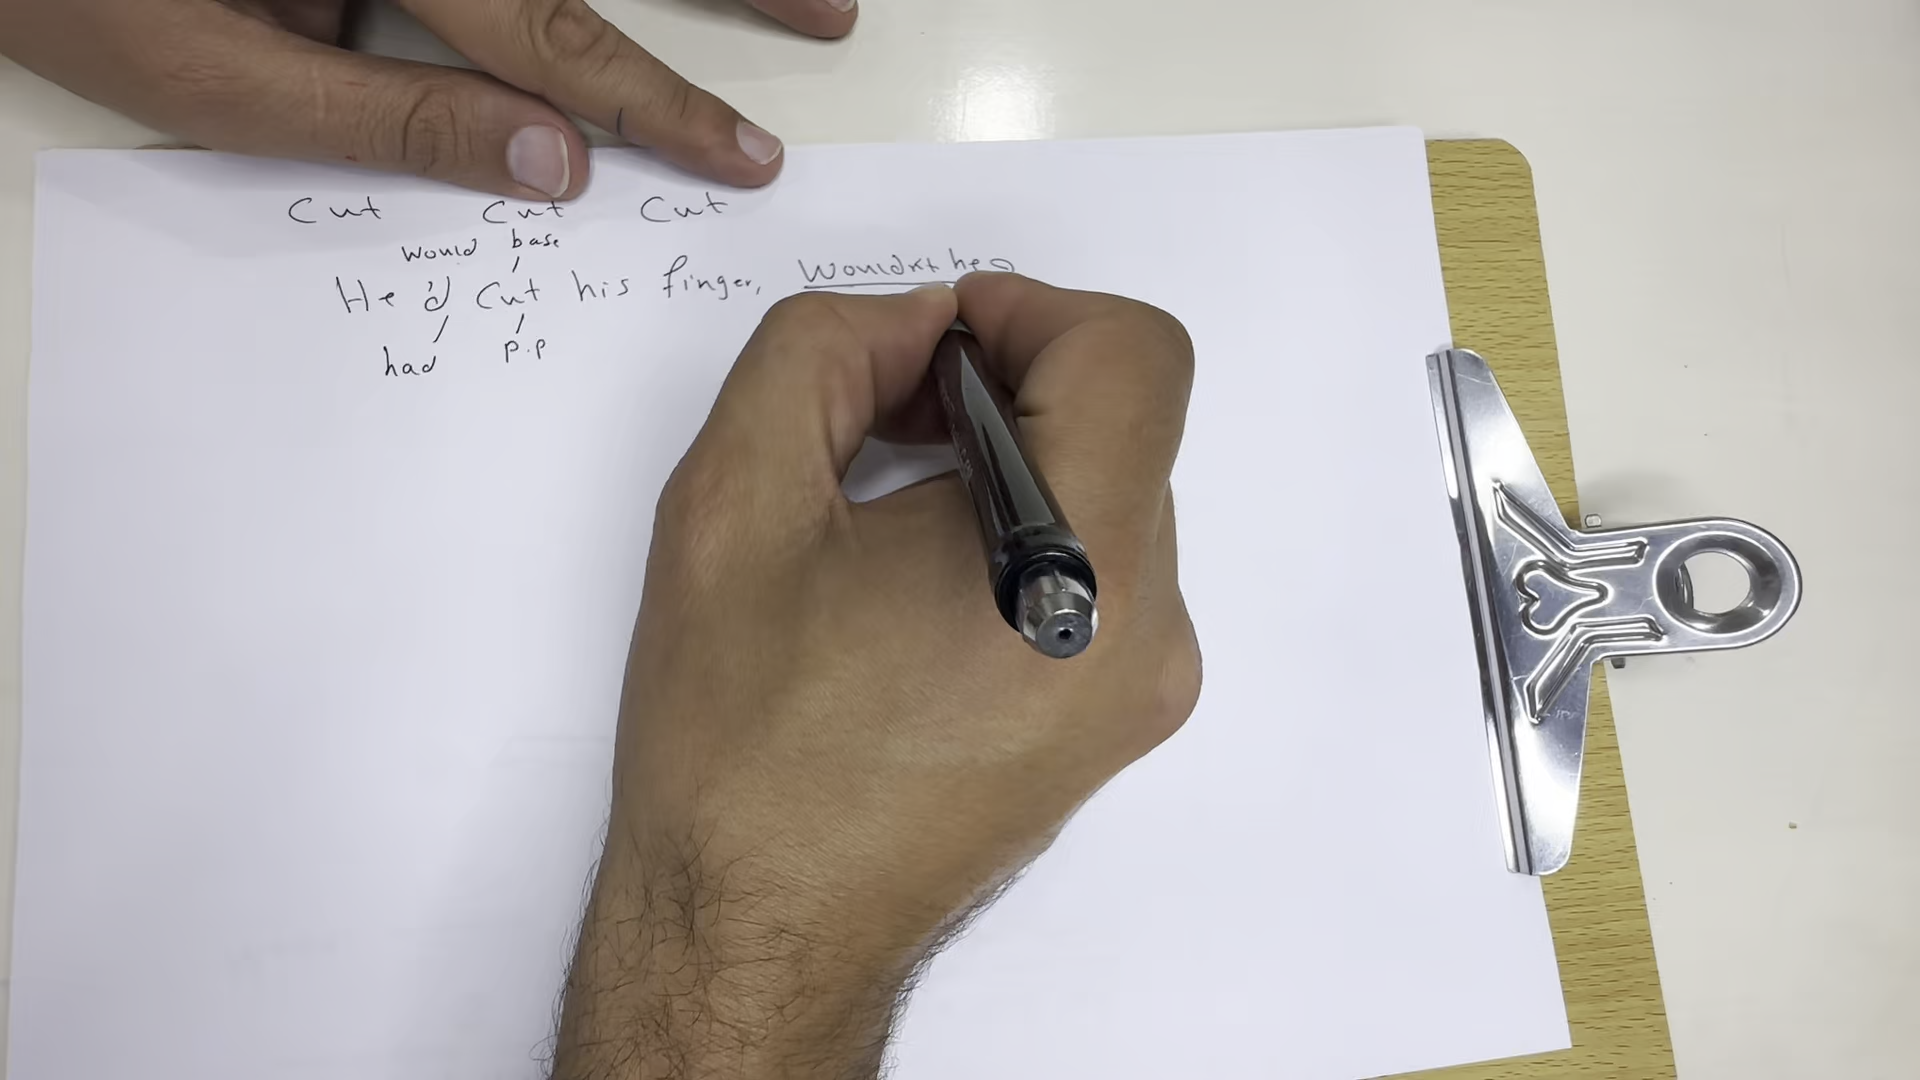 Cut Cut Cut
would base
He'd Cut his finger, Wouldn't he?
had p.p